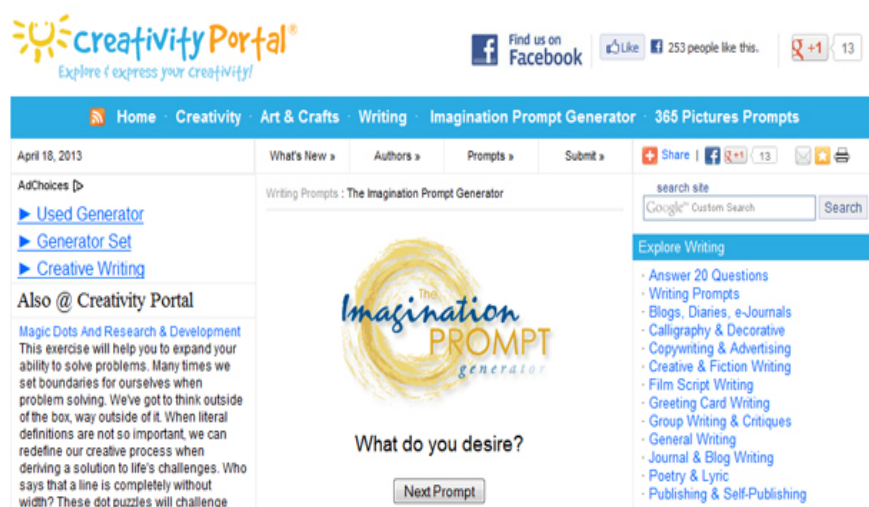 Creativity Portal®
Explore & express your creativity!
Find us on
Facebook
Like
253 people like this.
+1
13
Home · Creativity · Art & Crafts · Writing · Imagination Prompt Generator · 365 Pictures Prompts
April 18, 2013
What's New »
Authors »
Prompts »
Submit »
Share |
+1
13
AdChoices
► Used Generator
► Generator Set
► Creative Writing
Also @ Creativity Portal
Magic Dots And Research & Development
This exercise will help you to expand your
ability to solve problems. Many times we
set boundaries for ourselves when
problem solving. We've got to think outside
of the box, way outside of it. When literal
definitions are not so important, we can
redefine our creative process when
deriving a solution to life's challenges. Who
says that a line is completely without
width? These dot puzzles will challenge
Writing Prompts : The Imagination Prompt Generator
The
Imagination
PROMPT
generator
What do you desire?
Next Prompt
search site
Google™ Custom Search
Search
Explore Writing
· Answer 20 Questions
· Writing Prompts
· Blogs, Diaries, e-Journals
· Calligraphy & Decorative
· Copywriting & Advertising
· Creative & Fiction Writing
· Film Script Writing
· Greeting Card Writing
· Group Writing & Critiques
· General Writing
· Journal & Blog Writing
· Poetry & Lyric
· Publishing & Self-Publishing